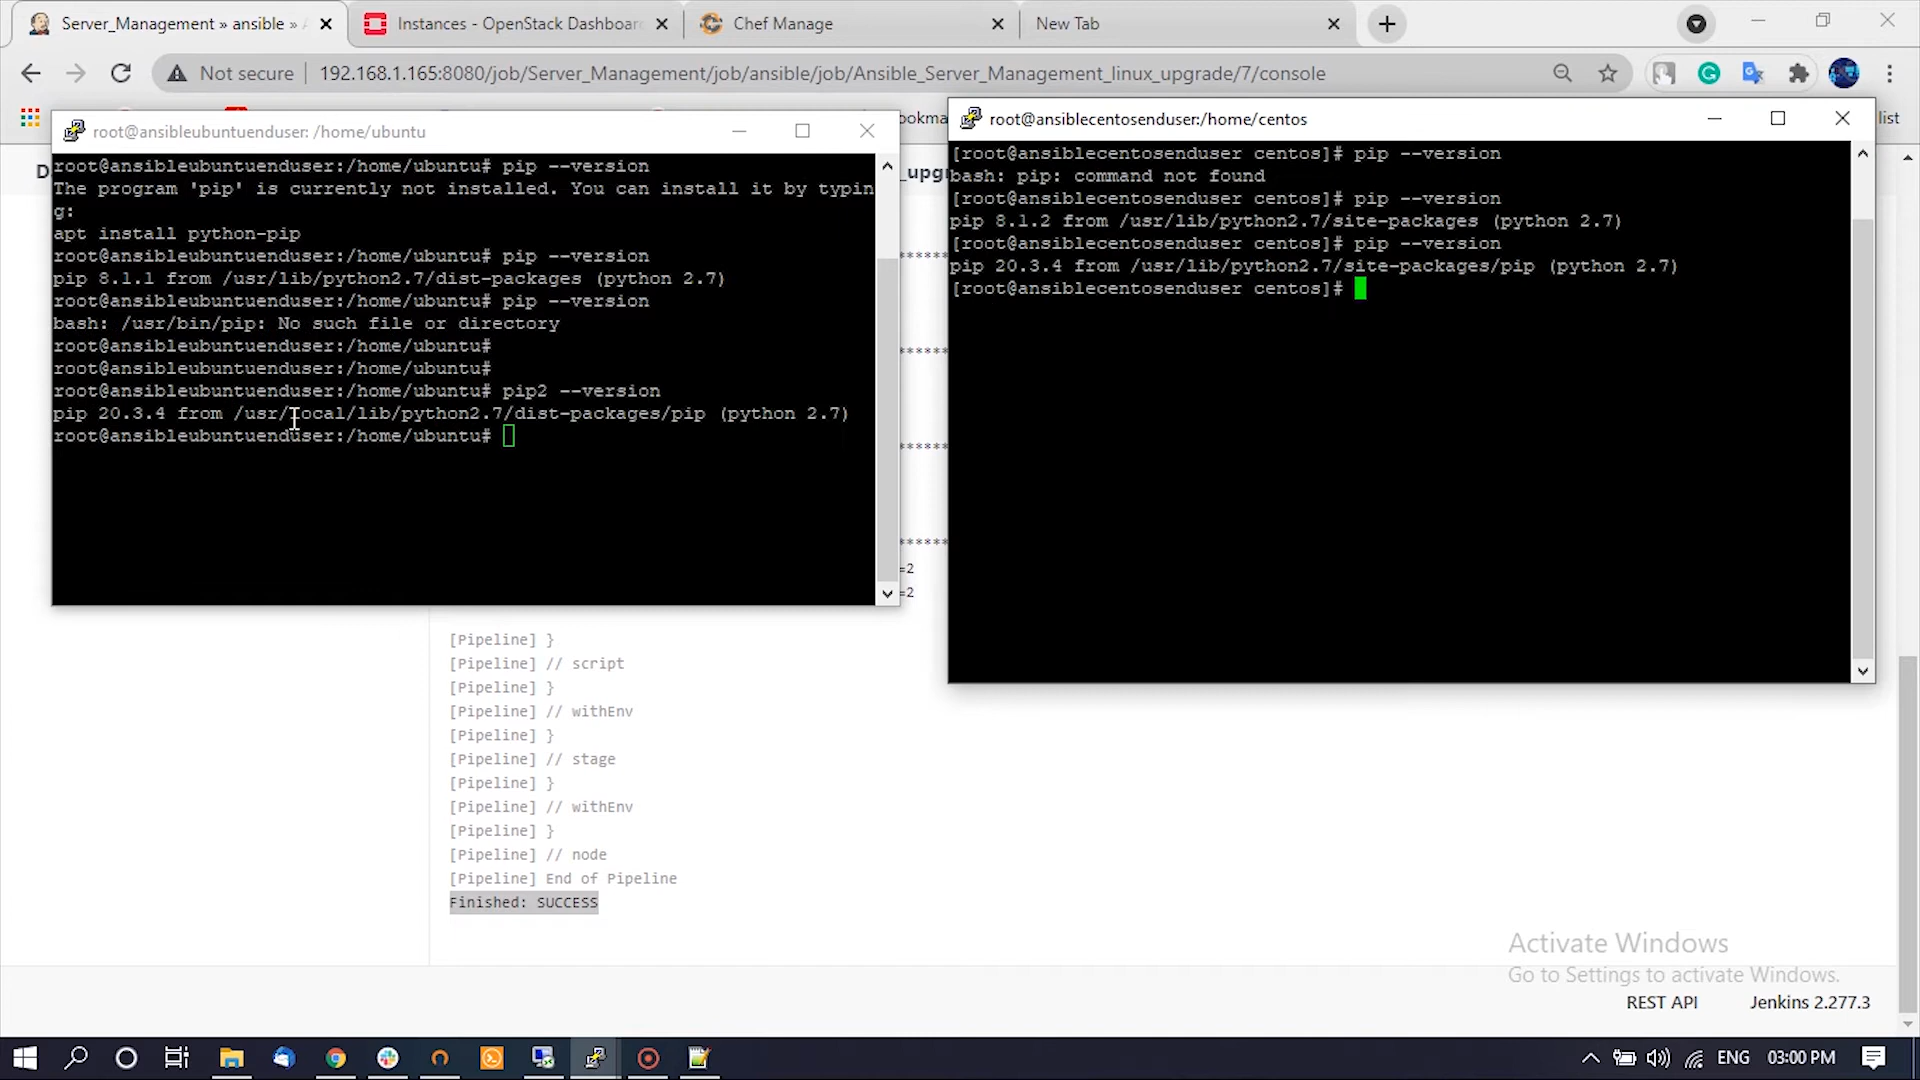 Server_Management » ansible »
Instances - OpenStack Dashboar
Chef Manage
New Tab
Not secure
192.168.1.165:8080/job/Server_Management/job/ansible/job/Ansible_Server_Management_linux_upgrade/7/console
ookma
list
D
_upgr
root@ansibleubuntuenduser: /home/ubuntu
root@ansibleubuntuenduser:/home/ubuntu# pip --version
The program 'pip' is currently not installed. You can install it by typin
g:
apt install python-pip
root@ansibleubuntuenduser:/home/ubuntu# pip --version
pip 8.1.1 from /usr/lib/python2.7/dist-packages (python 2.7)
root@ansibleubuntuenduser:/home/ubuntu# pip --version
bash: /usr/bin/pip: No such file or directory
root@ansibleubuntuenduser:/home/ubuntu#
root@ansibleubuntuenduser:/home/ubuntu#
root@ansibleubuntuenduser:/home/ubuntu# pip2 --version
pip 20.3.4 from /usr/local/lib/python2.7/dist-packages/pip (python 2.7)
root@ansibleubuntuenduser:/home/ubuntu#
root@ansiblecentosenduser:/home/centos
[root@ansiblecentosenduser centos]# pip --version
bash: pip: command not found
[root@ansiblecentosenduser centos]# pip --version
pip 8.1.2 from /usr/lib/python2.7/site-packages (python 2.7)
[root@ansiblecentosenduser centos]# pip --version
pip 20.3.4 from /usr/lib/python2.7/site-packages/pip (python 2.7)
[root@ansiblecentosenduser centos]#
*****
*****
*****
*****
=2
=2
[Pipeline] }
[Pipeline] // script
[Pipeline] }
[Pipeline] // withEnv
[Pipeline] }
[Pipeline] // stage
[Pipeline] }
[Pipeline] // withEnv
[Pipeline] }
[Pipeline] // node
[Pipeline] End of Pipeline
Finished: SUCCESS
Activate Windows
Go to Settings to activate Windows.
REST API
Jenkins 2.277.3
ENG
03:00 PM